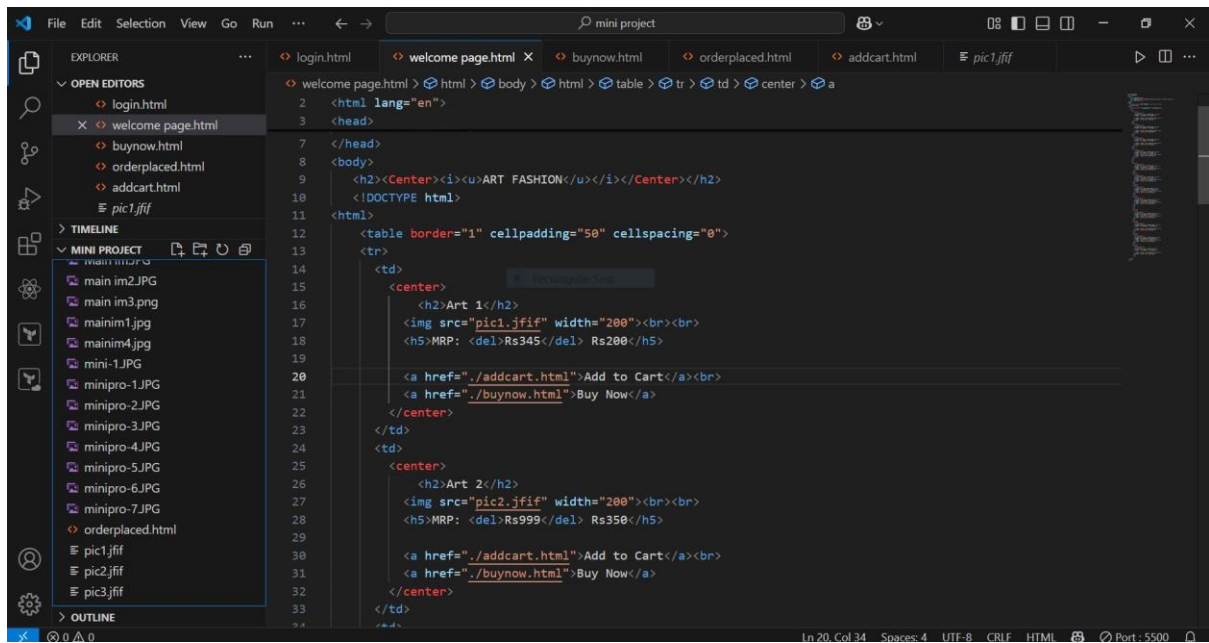 File Edit Selection View Go Run ··· mini project
EXPLORER ···
OPEN EDITORS
login.html
welcome page.html
buynow.html
orderplaced.html
addcart.html
pic1.jfif
TIMELINE
MINI PROJECT
main im2.JPG
main im3.png
mainim1.jpg
mainim4.jpg
mini-1.JPG
minipro-1.JPG
minipro-2.JPG
minipro-3.JPG
minipro-4.JPG
minipro-5.JPG
minipro-6.JPG
minipro-7.JPG
orderplaced.html
pic1.jfif
pic2.jfif
pic3.jfif
OUTLINE
login.html welcome page.html buynow.html orderplaced.html addcart.html pic1.jfif
welcome page.html > html > body > html > table > tr > td > center > a
2 <html lang="en">
3 <head>
7 </head>
8 <body>
9 <h2><Center><i><u>ART FASHION</u></i></Center></h2>
10 <!DOCTYPE html>
11 <html>
12 <table border="1" cellpadding="50" cellspacing="0">
13 <tr>
14 <td>
15 <center>
16 <h2>Art 1</h2>
17 <img src="pic1.jfif" width="200"><br><br>
18 <h5>MRP: <del>Rs345</del> Rs200</h5>
19
20 <a href="./addcart.html">Add to Cart</a><br>
21 <a href="./buynow.html">Buy Now</a>
22 </center>
23 </td>
24 <td>
25 <center>
26 <h2>Art 2</h2>
27 <img src="pic2.jfif" width="200"><br><br>
28 <h5>MRP: <del>Rs999</del> Rs350</h5>
29
30 <a href="./addcart.html">Add to Cart</a><br>
31 <a href="./buynow.html">Buy Now</a>
32 </center>
33 </td>
34 <td>
0 0 Ln 20, Col 34 Spaces: 4 UTF-8 CRLF HTML Port : 5500